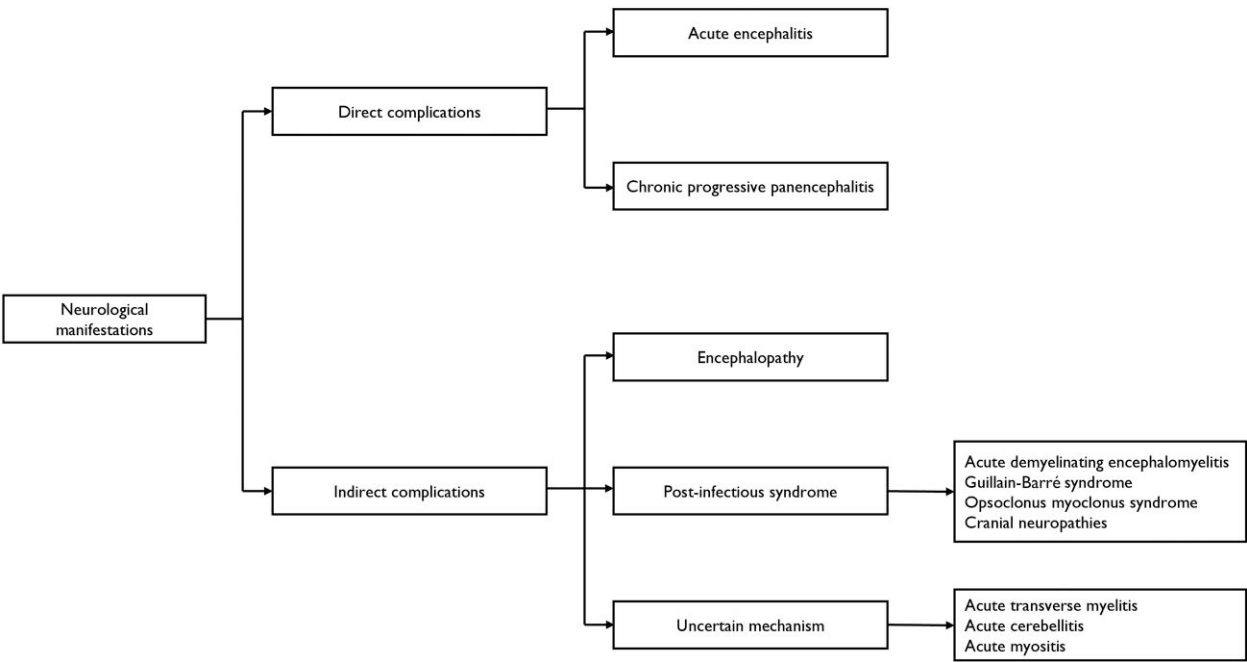 Acute encephalitis
Direct complications
Chronic progressive panencephalitis
Neurological
manifestations
Encephalopathy
Indirect complications
Post-infectious syndrome
Acute demyelinating encephalomyelitis
Guillain-Barré syndrome
Opsoclonus myoclonus syndrome
Cranial neuropathies
Uncertain mechanism
Acute transverse myelitis
Acute cerebellitis
Acute myositis